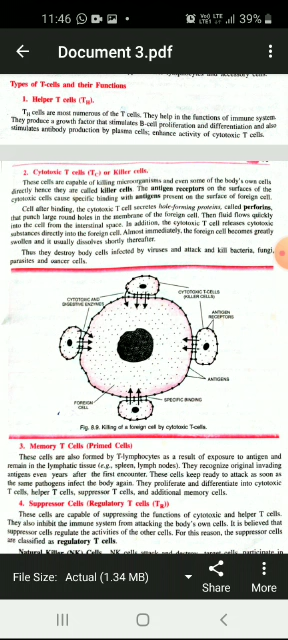 11:46
39%
Document 3.pdf
Types of T-cells and their Functions
1. Helper T cells (TH).
TH cells are most numerous of the T cells. They help in the functions of immune system.
They produce a growth factor that stimulates B-cell proliferation and differentiation and also
stimulates antibody production by plasma cells; enhance activity of cytotoxic T cells.
2. Cytotoxic T cells (TC) or Killer cells.
These cells are capable of killing microorganisms and even some of the body's own cells
directly hence they are called killer cells. The antigen receptors on the surfaces of the
cytotoxic cells cause specific binding with antigens present on the surface of foreign cell.
Cell after binding, the cytotoxic T cell secretes hole-forming proteins, called perforins,
that punch large round holes in the membrane of the foreign cell. Then fluid flows quickly
into the cell from the interstitial space. In addition, the cytotoxic T cell releases cytotoxic
substances directly into the foreign cell. Almost immediately, the foreign cell becomes greatly
swollen and it usually dissolves shortly thereafter.
Thus they destroy body cells infected by viruses and attack and kill bacteria, fungi,
parasites and cancer cells.
CYTOTOXIC AND
DIGESTIVE ENZYMES
CYTOTOXIC T-CELLS
(KILLER CELLS)
ANTIGEN
RECEPTORS
ANTIGENS
FOREIGN
CELL
SPECIFIC BINDING
Fig. 8.9. Killing of a foreign cell by cytotoxic T-cells.
3. Memory T Cells (Primed Cells)
These cells are also formed by T-lymphocytes as a result of exposure to antigen and
remain in the lymphatic tissue (e.g., spleen, lymph nodes). They recognize original invading
antigens even years after the first encounter. These cells keep ready to attack as soon as
the same pathogens infect the body again. They proliferate and differentiate into cytotoxic
T cells, helper T cells, suppressor T cells, and additional memory cells.
4. Suppressor Cells (Regulatory T cells (TR))
These cells are capable of suppressing the functions of cytotoxic and helper T cells.
They also inhibit the immune system from attacking the body's own cells. It is believed that
suppressor cells regulate the activities of the other cells. For this reason, the suppressor cells
are classified as regulatory T cells.
Natural Killer (NK) Cells. NK cells attack and destroy target cells, participate in
File Size: Actual (1.34 MB)
Share
More